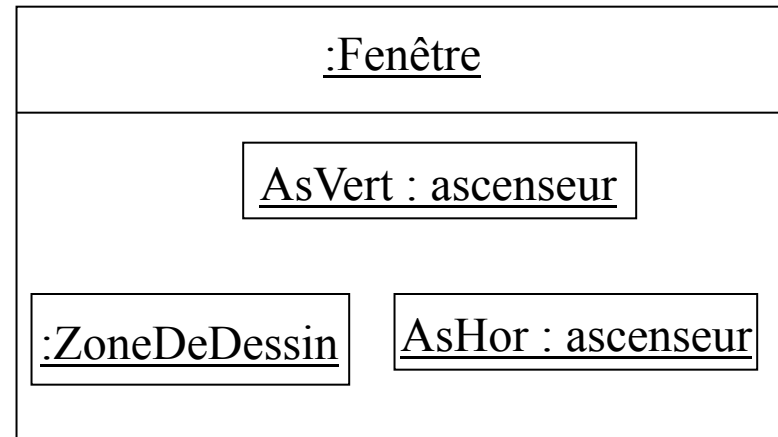 :Fenêtre
AsVert : ascenseur
:ZoneDeDessin
AsHor : ascenseur